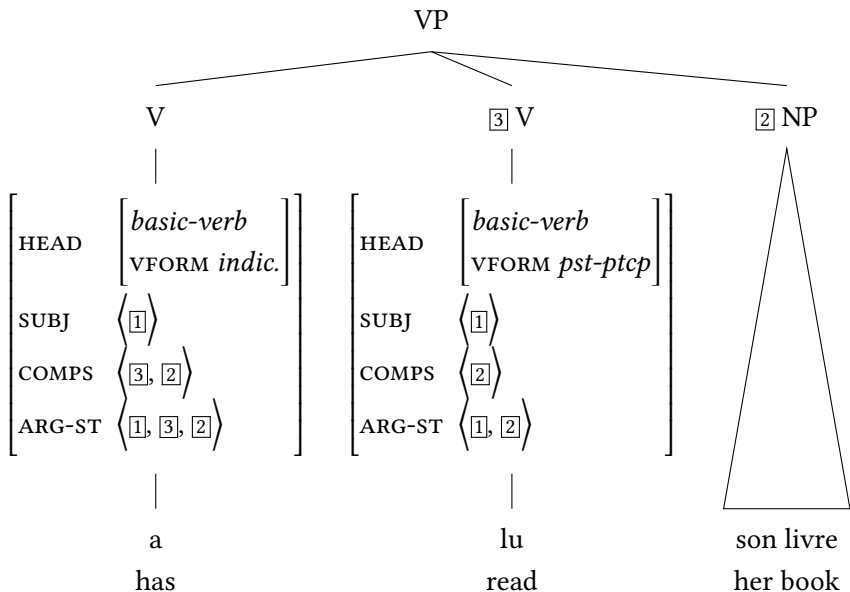 VP
V 3 V 2 NP
HEAD basic-verb HEAD basic-verb
VFORM indic. VFORM pst-ptcp
SUBJ ⟨1⟩ SUBJ ⟨1⟩
COMPS ⟨3, 2⟩ COMPS ⟨2⟩
ARG-ST ⟨1, 3, 2⟩ ARG-ST ⟨1, 2⟩
a lu son livre
has read her book